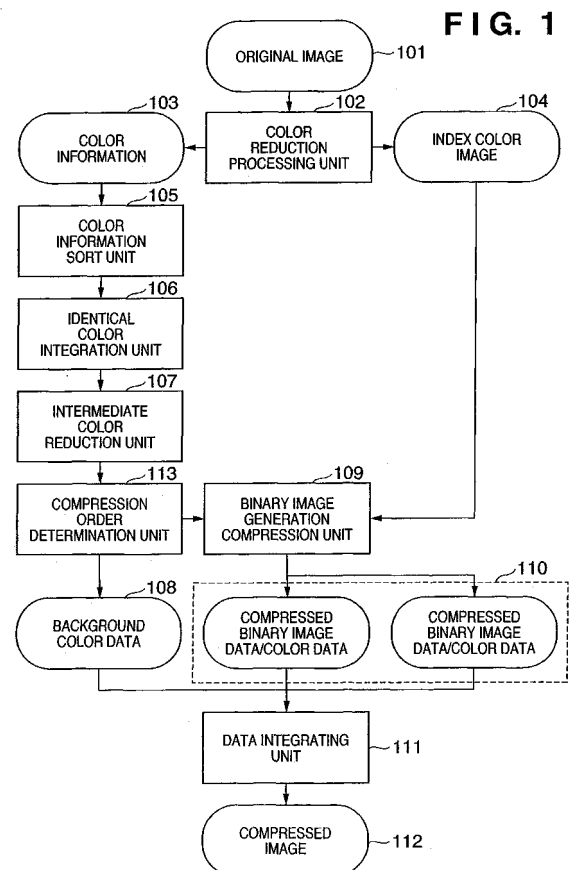 FIG. 1
ORIGINAL IMAGE
101
103
102
104
COLOR
INFORMATION
COLOR
REDUCTION
PROCESSING UNIT
INDEX COLOR
IMAGE
105
COLOR
INFORMATION
SORT UNIT
106
IDENTICAL
COLOR
INTEGRATION UNIT
107
INTERMEDIATE
COLOR
REDUCTION UNIT
113
109
COMPRESSION
ORDER
DETERMINATION UNIT
BINARY IMAGE
GENERATION
COMPRESSION UNIT
108
110
BACKGROUND
COLOR DATA
COMPRESSED
BINARY IMAGE
DATA/COLOR DATA
COMPRESSED
BINARY IMAGE
DATA/COLOR DATA
DATA INTEGRATING
UNIT
111
COMPRESSED
IMAGE
112